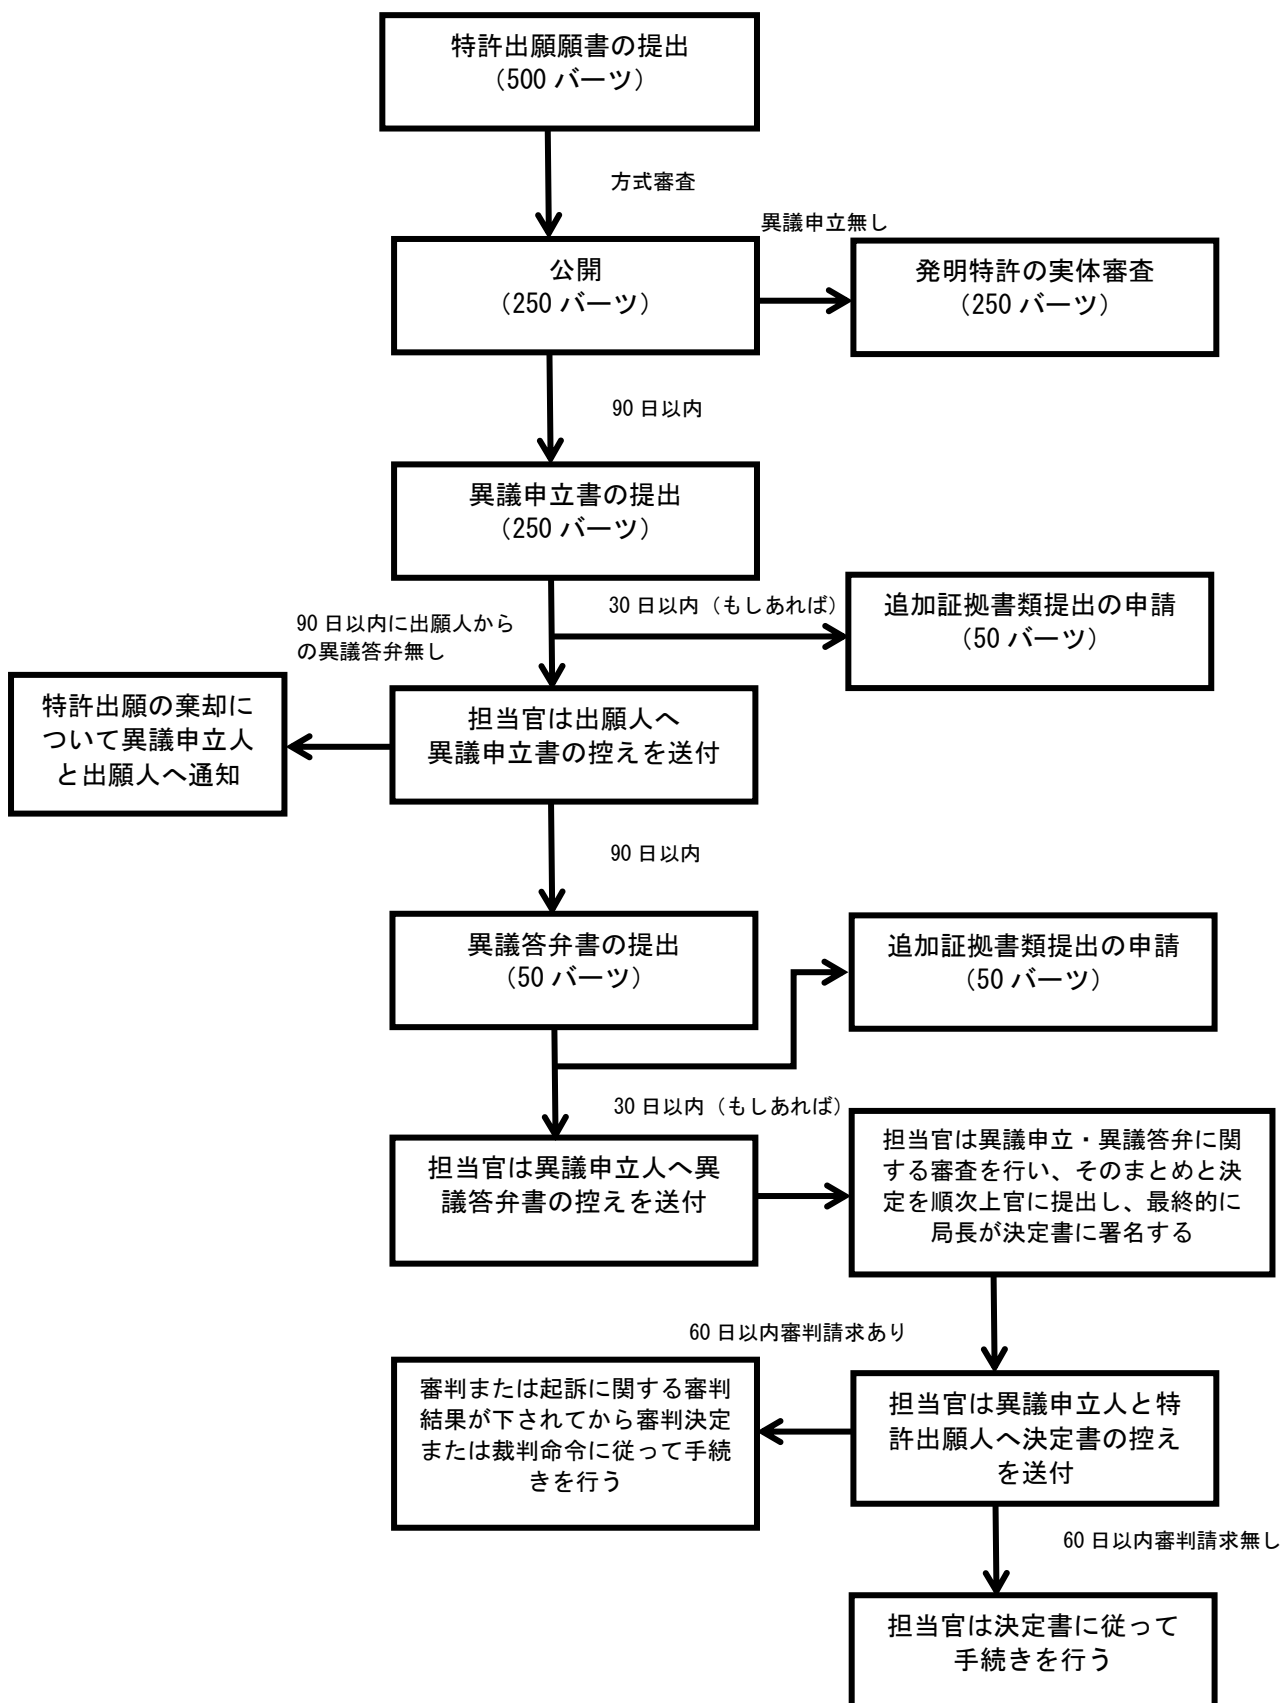 特許出願願書の提出
（500 バーツ）
方式審査
異議申立無し
公開
（250 バーツ）
発明特許の実体審査
（250 バーツ）
90 日以内
異議申立書の提出
（250 バーツ）
30 日以内（もしあれば）
追加証拠書類提出の申請
（50 バーツ）
90 日以内に出願人から
の異議答弁無し
特許出願の棄却に
ついて異議申立人
と出願人へ通知
担当官は出願人へ
異議申立書の控えを送付
90 日以内
異議答弁書の提出
（50 バーツ）
追加証拠書類提出の申請
（50 バーツ）
30 日以内（もしあれば）
担当官は異議申立人へ異
議答弁書の控えを送付
担当官は異議申立・異議答弁に関
する審査を行い、そのまとめと決
定を順次上官に提出し、最終的に
局長が決定書に署名する
60 日以内審判請求あり
審判または起訴に関する審判
結果が下されてから審判決定
または裁判命令に従って手続
きを行う
担当官は異議申立人と特
許出願人へ決定書の控え
を送付
60 日以内審判請求無し
担当官は決定書に従って
手続きを行う